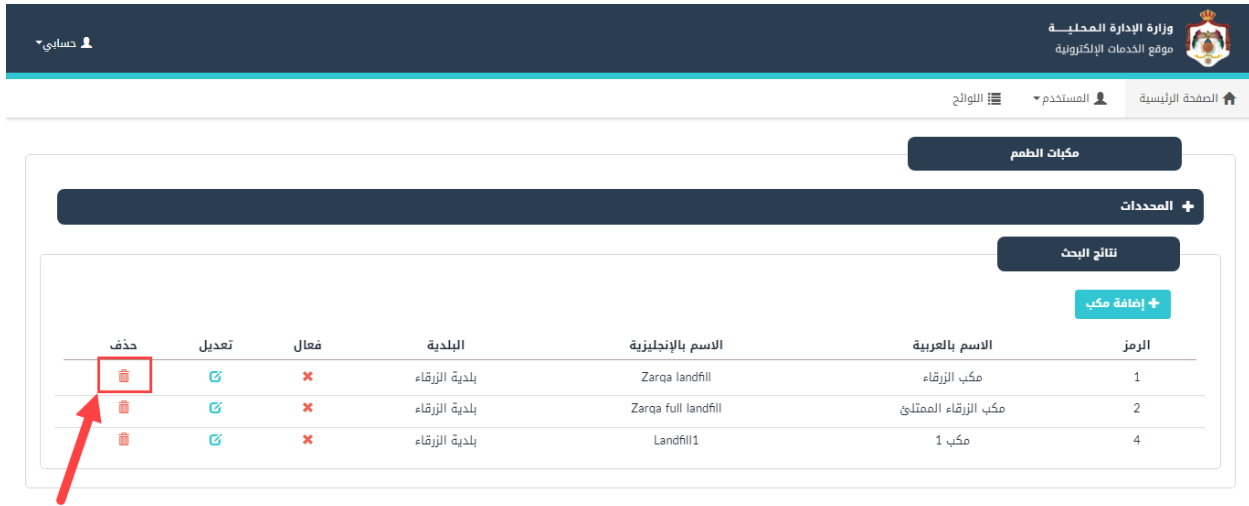 وزارة الإدارة المحليـــة
موقع الخدمات الإلكترونية
حسابي
الصفحة الرئيسية المستخدم اللوائح
مكبات الطمم
المحددات
نتائج البحث
إضافة مكب
الرمز الاسم بالعربية الاسم بالإنجليزية البلدية فعال تعديل حذف
1 مكب الزرقاء Zarqa landfill بلدية الزرقاء
2 مكب الزرقاء الممتلئ Zarqa full landfill بلدية الزرقاء
4 مكب 1 Landfill1 بلدية الزرقاء